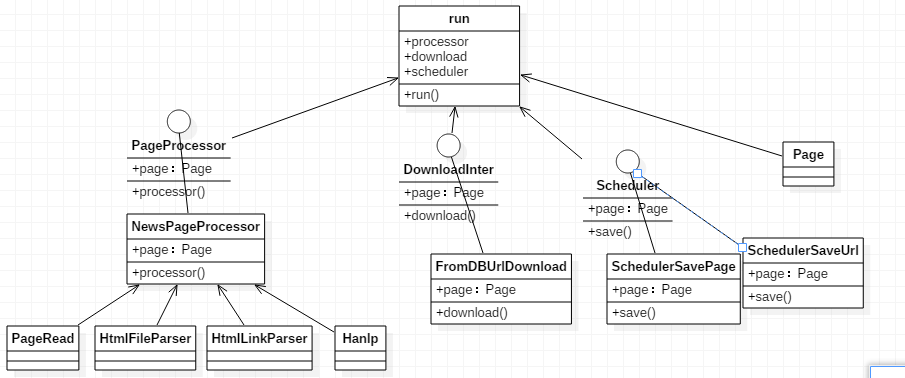 run
+processor
+download
+scheduler
+run()
PageProcessor
+page：Page
+processor()
DownloadInter
+page：Page
+download()
Scheduler
+page：Page
+save()
Page
NewsPageProcessor
+page：Page
+processor()
FromDBUrlDownload
+page：Page
+download()
SchedulerSavePage
+page：Page
+save()
SchedulerSaveUrl
+page：Page
+save()
PageRead
HtmlFileParser
HtmlLinkParser
Hanlp